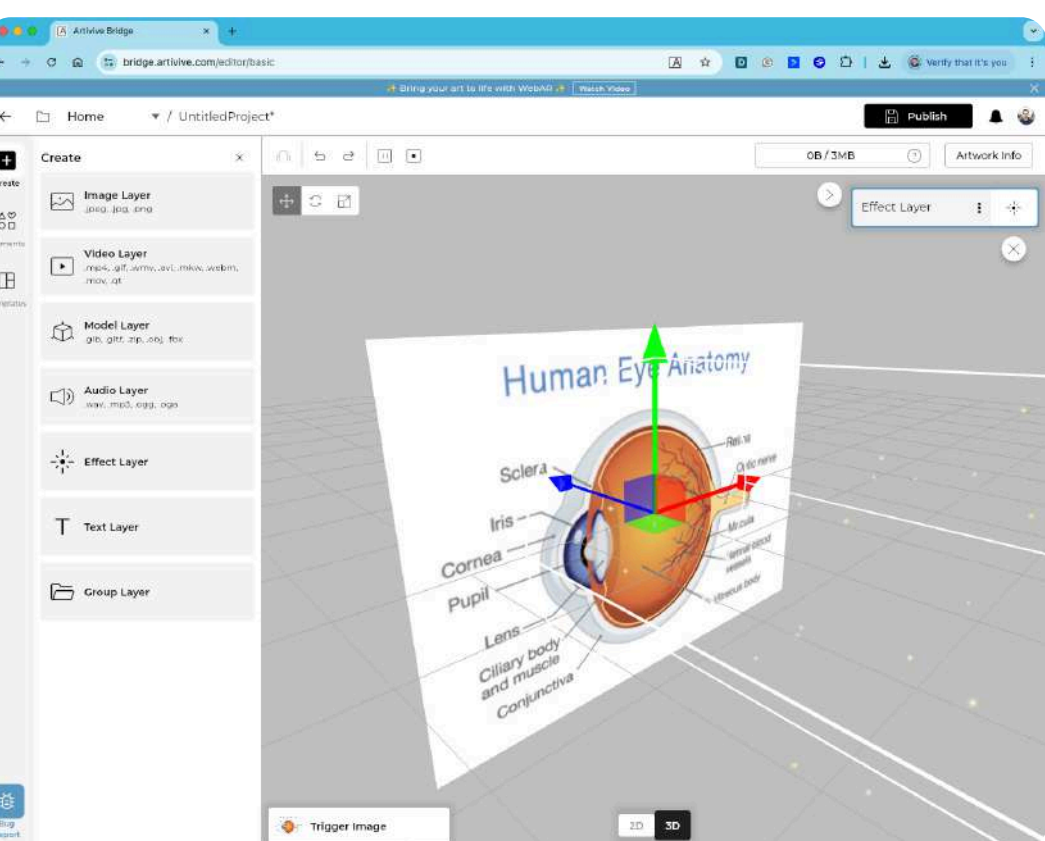 Artivive Bridge
bridge.artivive.com/editor/basic
Verify that it's you
✨ Bring your art to life with WebAR ✨ Watch Video
Home / UntitledProject*
Publish
Create
0B / 3MB
Artwork Info
Image Layer
.jpeg, .jpg, .png
Effect Layer
Video Layer
.mp4, .gif, .wmv, .avi, .mkv, .webm,
.mov, .qt
Model Layer
.glb, gltf, .zip, .obj, fbx
Audio Layer
.wav, .mp3, .ogg, .oga
Effect Layer
Text Layer
Group Layer
Human Eye Anatomy
Sclera
Iris
Cornea
Pupil
Lens
Ciliary body
and muscle
Conjunctiva
Retina
Optic nerve
Macula
vessels
Vitreous body
Bug
Trigger Image
2D 3D